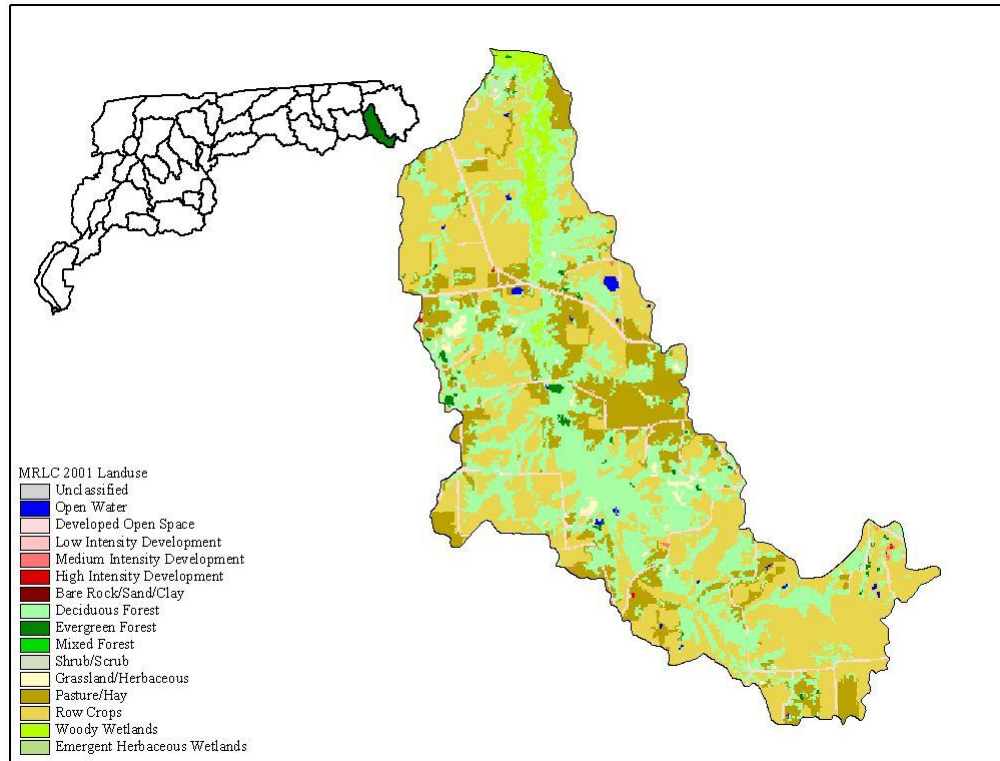 MRLC 2001 Landuse
Unclassified
Open Water
Developed Open Space
Low Intensity Development
Medium Intensity Development
High Intensity Development
Bare Rock/Sand/Clay
Deciduous Forest
Evergreen Forest
Mixed Forest
Shrub/Scrub
Grassland/Herbaceous
Pasture/Hay
Row Crops
Woody Wetlands
Emergent Herbaceous Wetlands